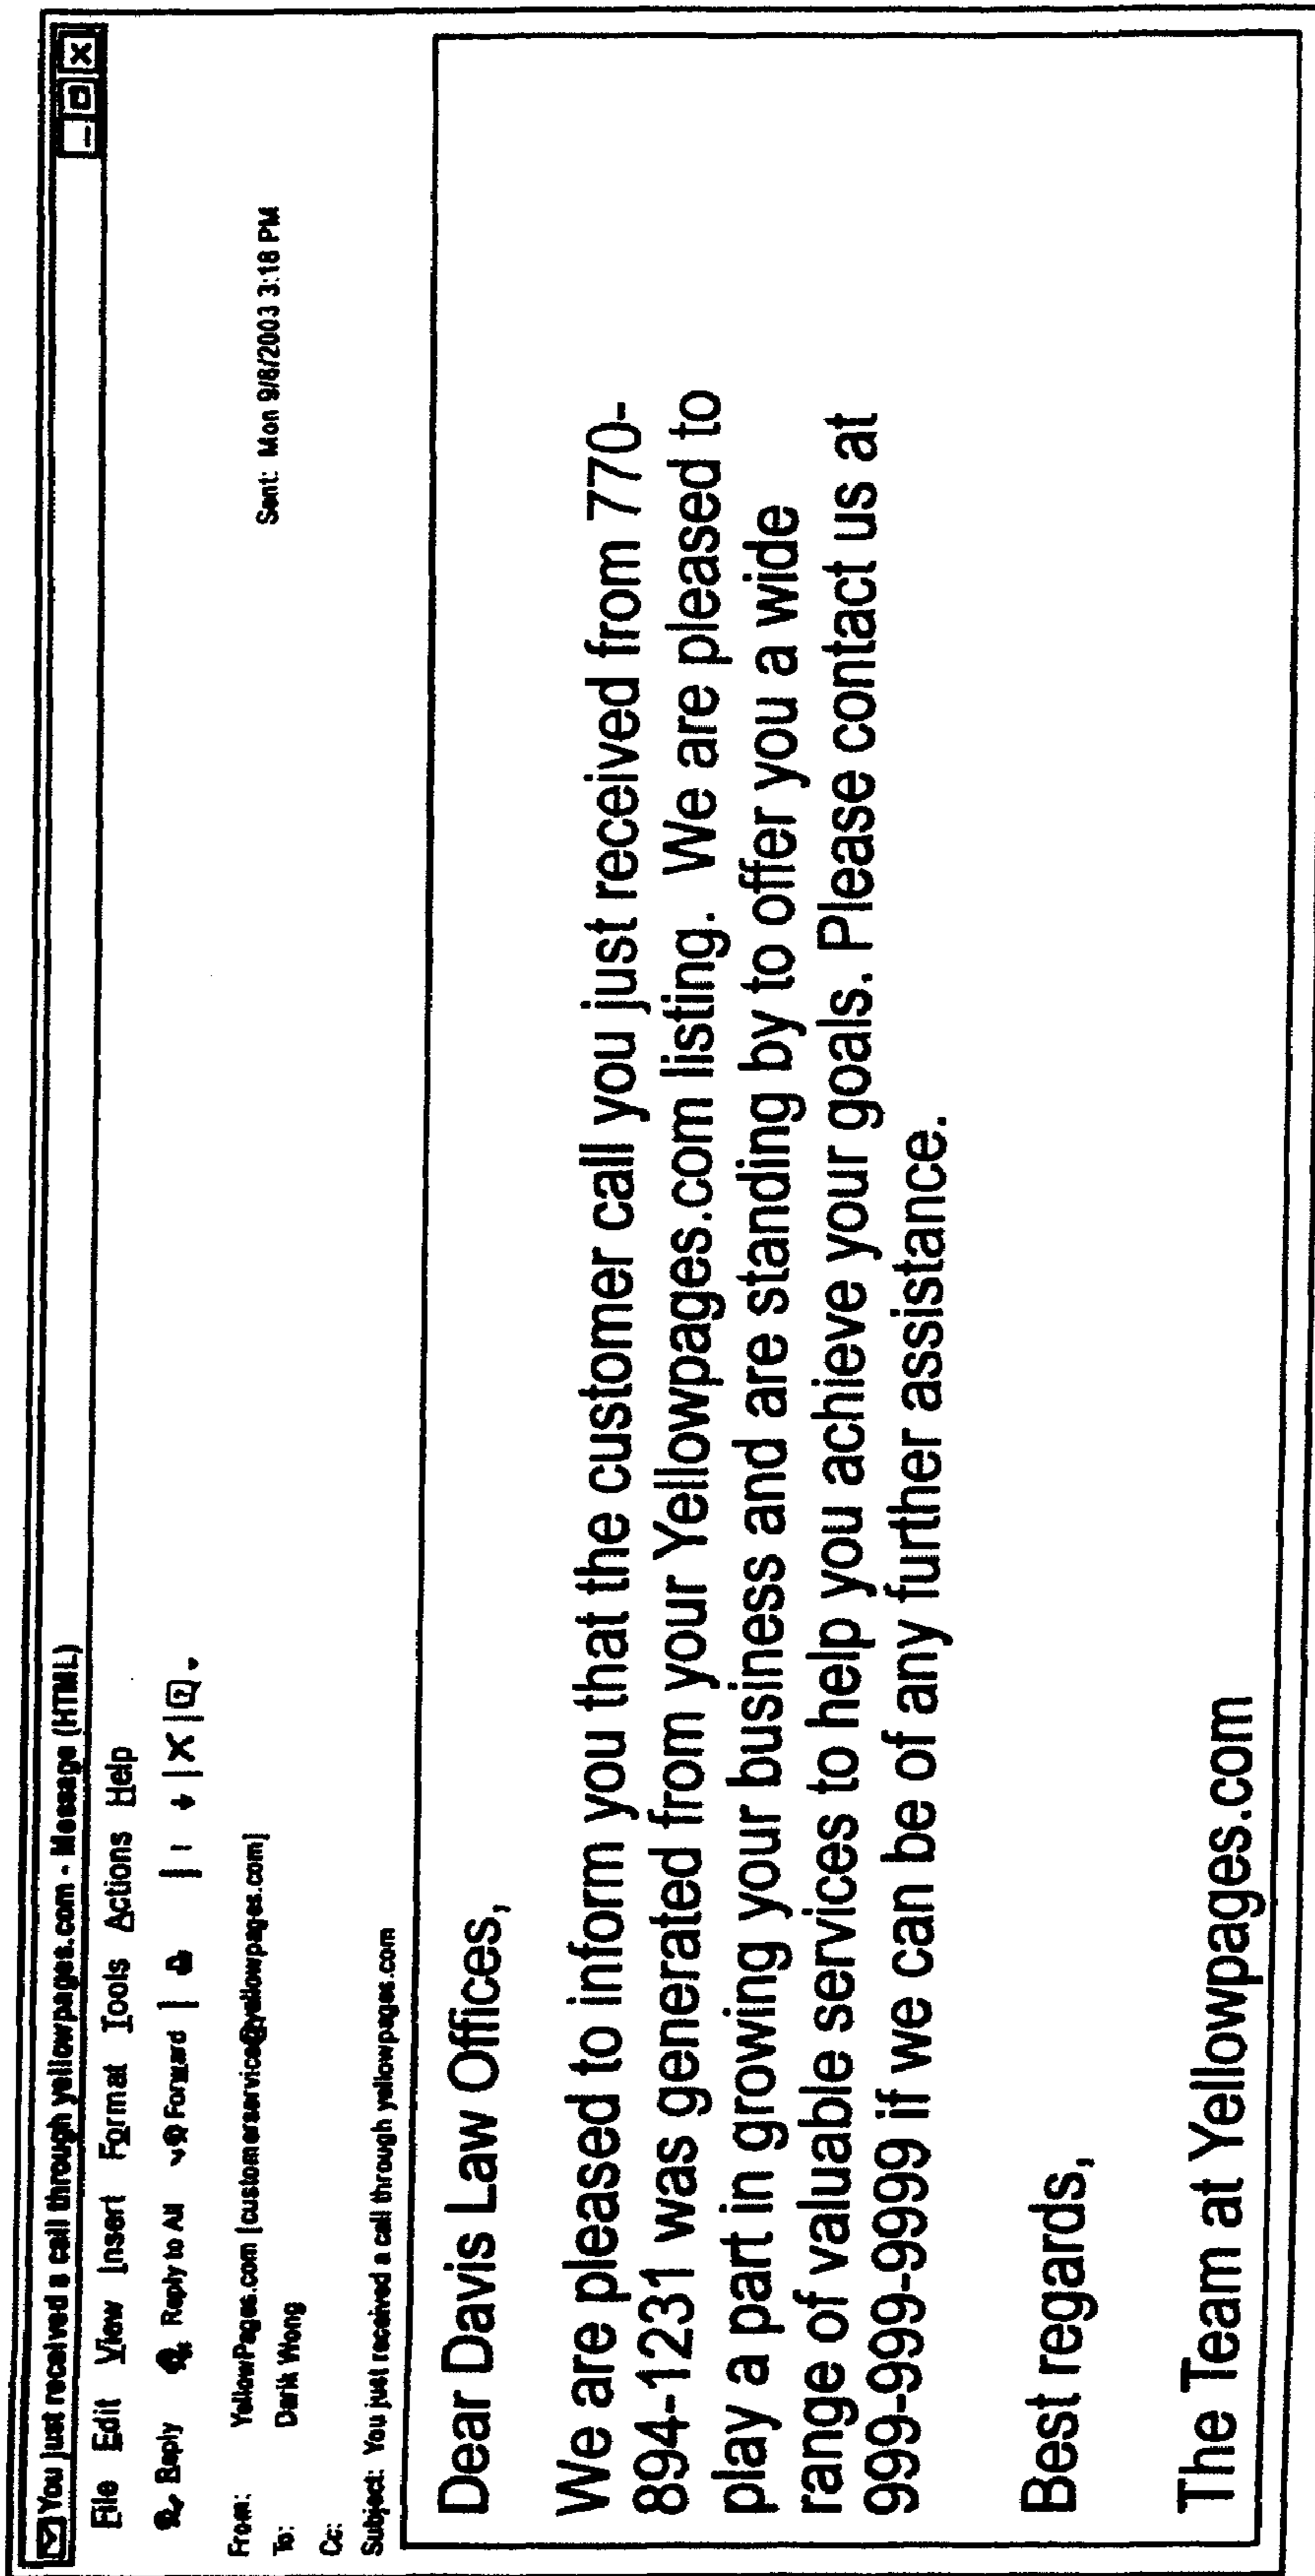 You just received a call through yellowpages.com - Message (HTML)
File Edit View Insert Format Tools Actions Help
Reply Reply to All Forward
From: YellowPages.com [customerservice@yellowpages.com]
Sent: Mon 9/8/2003 3:18 PM
To: Darik Wong
Cc:
Subject: You just received a call through yellowpages.com
Dear Davis Law Offices,
We are pleased to inform you that the customer call you just received from 770-
894-1231 was generated from your Yellowpages.com listing. We are pleased to
play a part in growing your business and are standing by to offer you a wide
range of valuable services to help you achieve your goals. Please contact us at
999-999-9999 if we can be of any further assistance.
Best regards,
The Team at Yellowpages.com